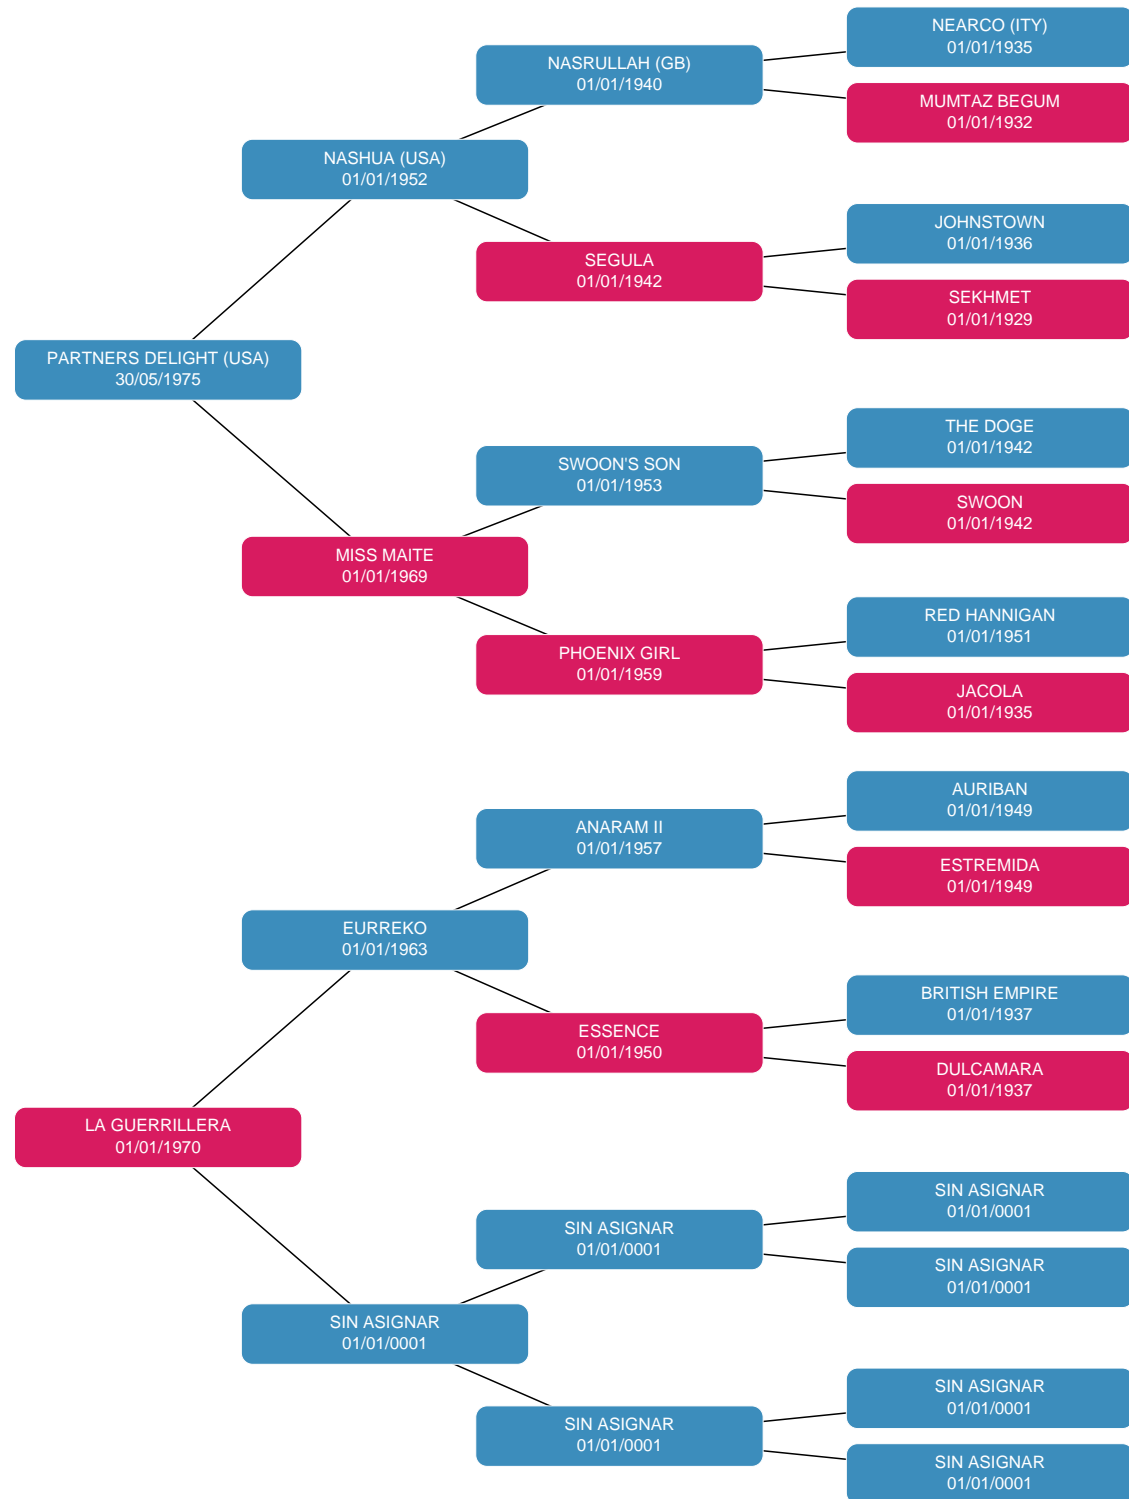 NEARCO (ITY)
01/01/1935
NASRULLAH (GB)
01/01/1940
MUMTAZ BEGUM
01/01/1932
NASHUA (USA)
01/01/1952
JOHNSTOWN
01/01/1936
SEGULA
01/01/1942
SEKHMET
01/01/1929
PARTNERS DELIGHT (USA)
30/05/1975
THE DOGE
01/01/1942
SWOON'S SON
01/01/1953
SWOON
01/01/1942
MISS MAITE
01/01/1969
RED HANNIGAN
01/01/1951
PHOENIX GIRL
01/01/1959
JACOLA
01/01/1935
AURIBAN
01/01/1949
ANARAM II
01/01/1957
ESTREMIDA
01/01/1949
EURREKO
01/01/1963
BRITISH EMPIRE
01/01/1937
ESSENCE
01/01/1950
DULCAMARA
01/01/1937
LA GUERRILLERA
01/01/1970
SIN ASIGNAR
01/01/0001
SIN ASIGNAR
01/01/0001
SIN ASIGNAR
01/01/0001
SIN ASIGNAR
01/01/0001
SIN ASIGNAR
01/01/0001
SIN ASIGNAR
01/01/0001
SIN ASIGNAR
01/01/0001